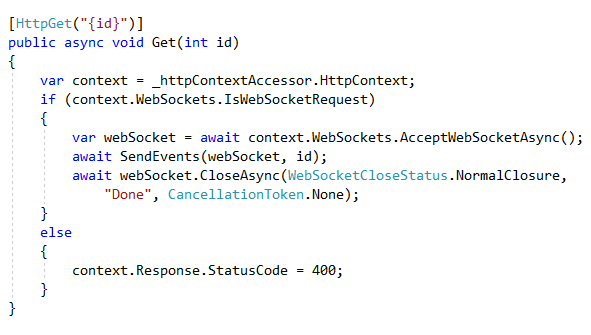 [HttpGet("{id}")]
public async void Get(int id)
{
    var context = _httpContextAccessor.HttpContext;
    if (context.WebSockets.IsWebSocketRequest)
    {
        var webSocket = await context.WebSockets.AcceptWebSocketAsync();
        await SendEvents(webSocket, id);
        await webSocket.CloseAsync(WebSocketCloseStatus.NormalClosure,
            "Done", CancellationToken.None);
    }
    else
    {
        context.Response.StatusCode = 400;
    }
}